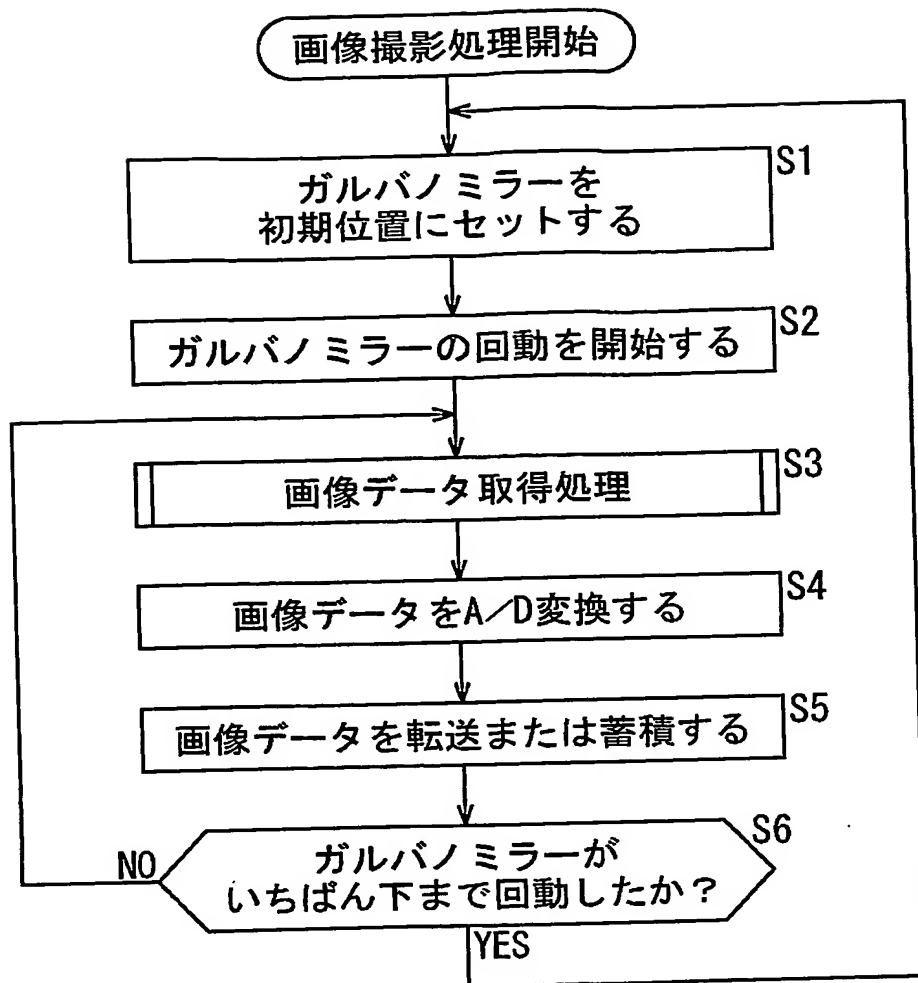 画像撮影処理開始
S1
ガルバノミラーを
初期位置にセットする
S2
ガルバノミラーの回動を開始する
S3
画像データ取得処理
S4
画像データをA/D変換する
S5
画像データを転送または蓄積する
S6
ガルバノミラーが
いちばん下まで回動したか?
NO
YES